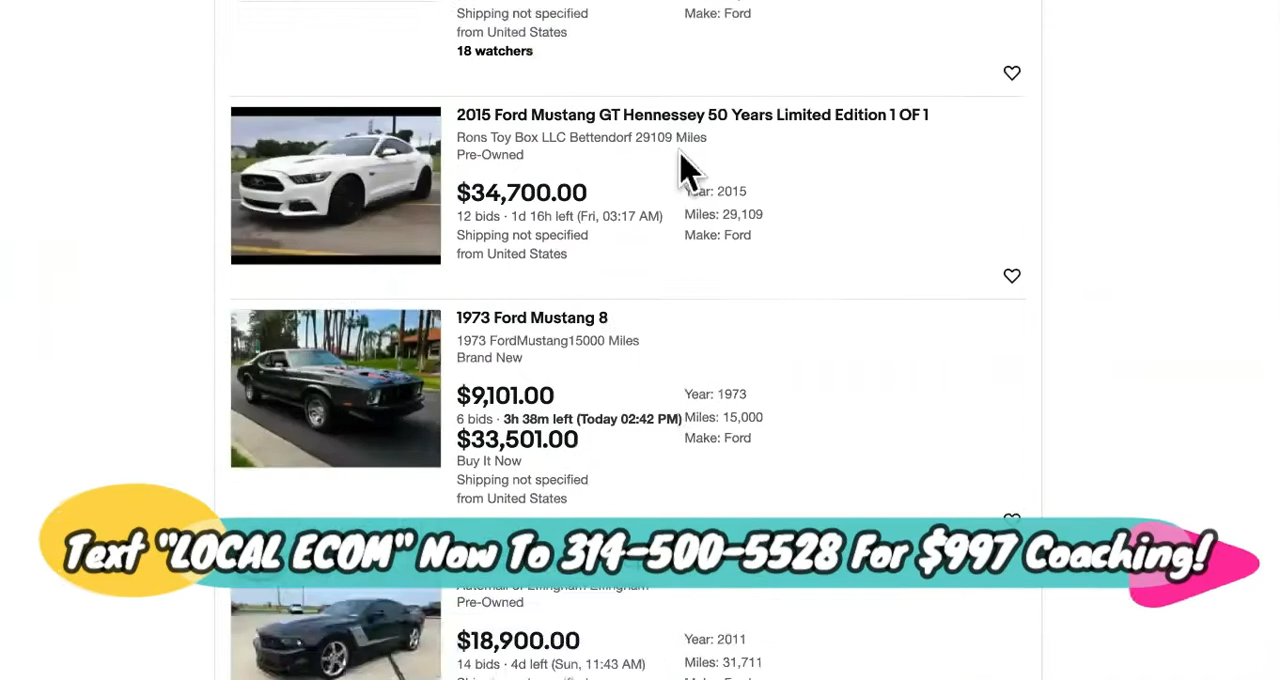 Shipping not specified
Make: Ford
from United States
18 watchers
2015 Ford Mustang GT Hennessey 50 Years Limited Edition 1 OF 1
Rons Toy Box LLC Bettendorf 29109 Miles
Pre-Owned
$34,700.00
Year: 2015
12 bids · 1d 16h left (Fri, 03:17 AM)
Miles: 29,109
Shipping not specified
Make: Ford
from United States
1973 Ford Mustang 8
1973 FordMustang15000 Miles
Brand New
$9,101.00
Year: 1973
6 bids · 3h 38m left (Today 02:42 PM)
Miles: 15,000
$33,501.00
Make: Ford
Buy It Now
Shipping not specified
from United States
Text "LOCAL ECOM" Now To 314-500-5528 For $997 Coaching!
Pre-Owned
$18,900.00
Year: 2011
14 bids · 4d left (Sun, 11:43 AM)
Miles: 31,711